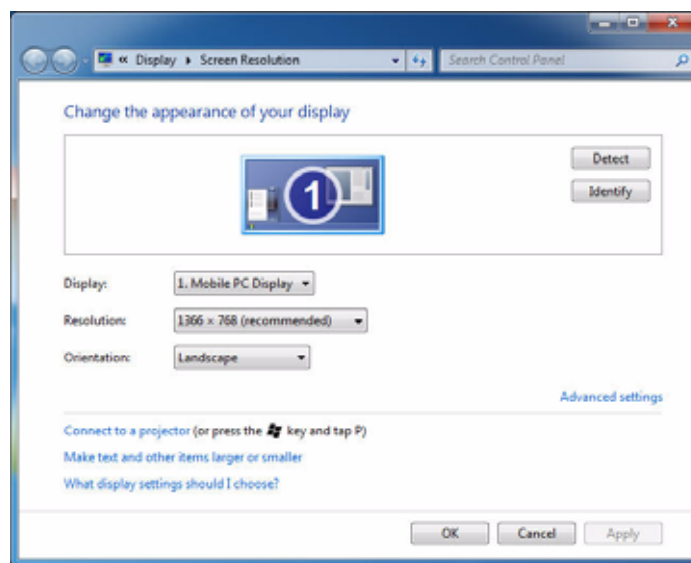 « Display ▸ Screen Resolution
Search Control Panel
Change the appearance of your display
1
Detect
Identify
Display: 1. Mobile PC Display
Resolution: 1366 × 768 (recommended)
Orientation: Landscape
Advanced settings
Connect to a projector (or press the key and tap P)
Make text and other items larger or smaller
What display settings should I choose?
OK Cancel Apply